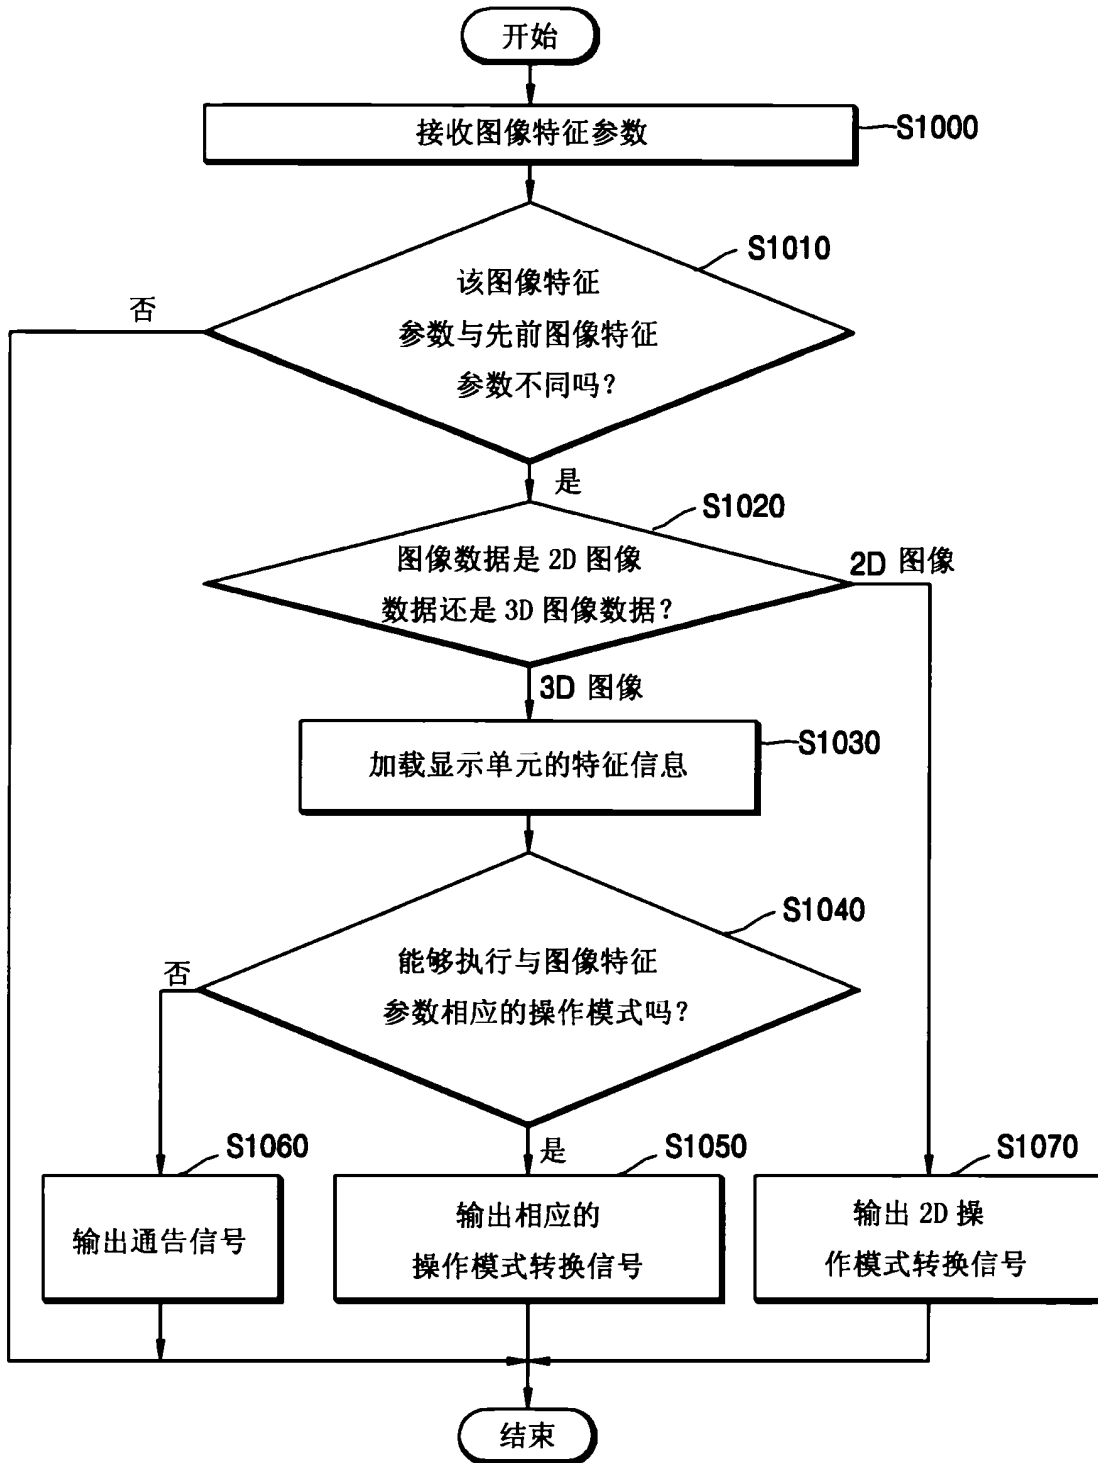 开始
接收图像特征参数
S1000
S1010
该图像特征
参数与先前图像特征
参数不同吗？
否
是
S1020
图像数据是 2D 图像
数据还是 3D 图像数据？
2D 图像
3D 图像
加载显示单元的特征信息
S1030
S1040
能够执行与图像特征
参数相应的操作模式吗？
否
是
S1060
输出通告信号
S1050
输出相应的
操作模式转换信号
S1070
输出 2D 操
作模式转换信号
结束